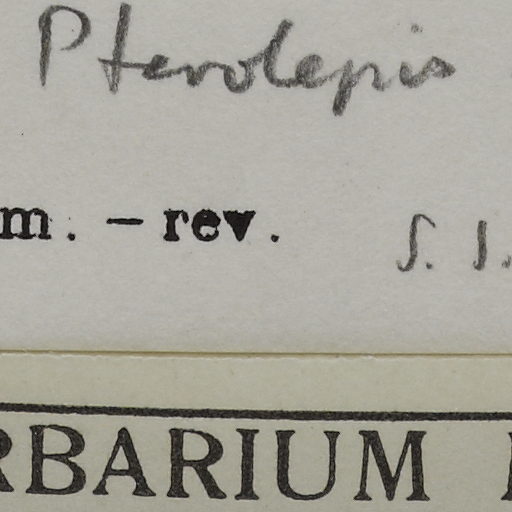 Pterolepis
m. – rev. S. S.
RBARIUM